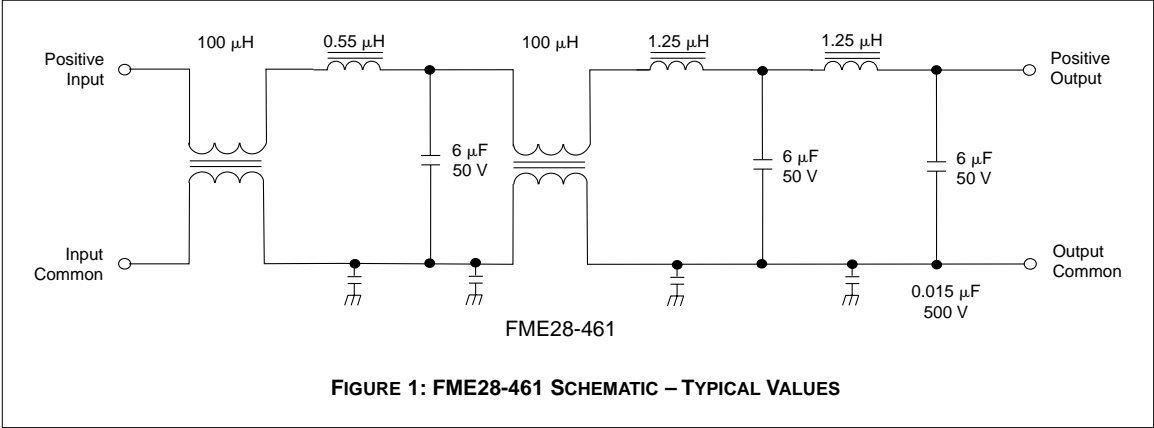 100 μH
0.55 μH
100 μH
1.25 μH
1.25 μH
Positive
Input
Positive
Output
6 μF
50 V
6 μF
50 V
6 μF
50 V
Input
Common
Output
Common
0.015 μF
500 V
FME28-461
FIGURE 1: FME28-461 SCHEMATIC – TYPICAL VALUES